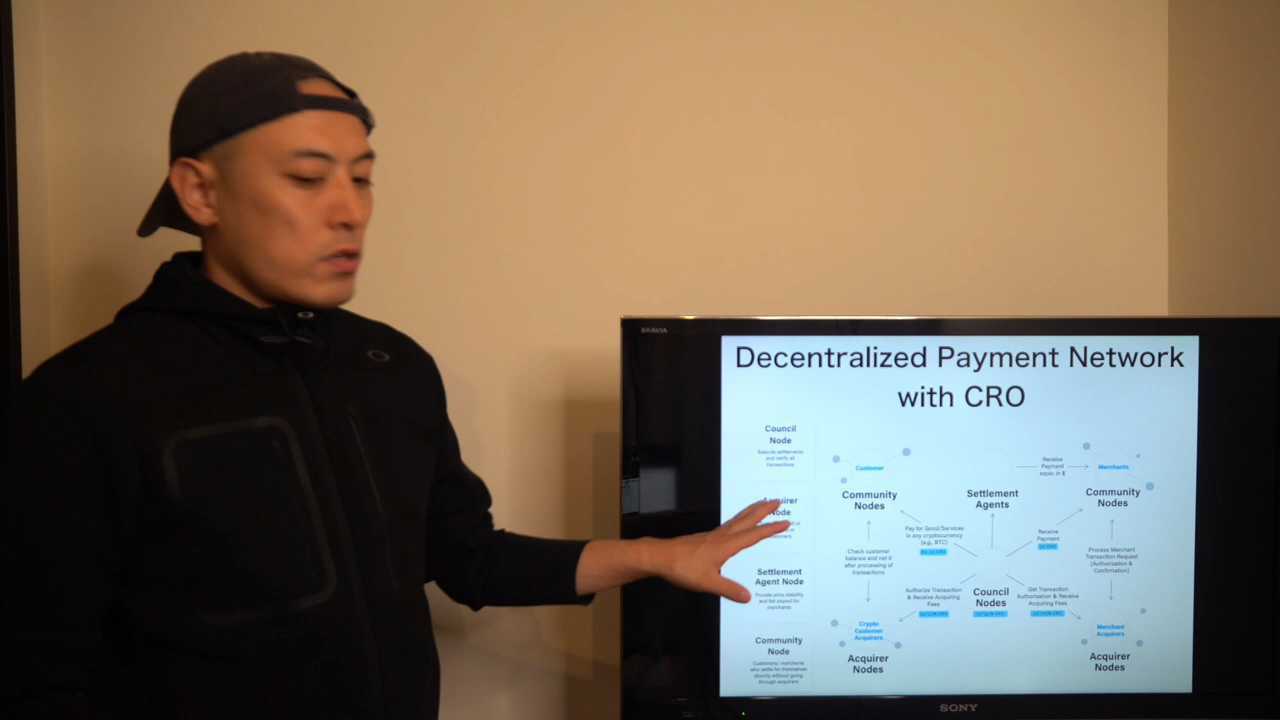 BRAVIA
Decentralized Payment Network
with CRO
Council
Node
Execute settlements
and verify all
transactions
Node
Settlement
Agent Node
Provide price stability
and fiat payout for
merchants
Community
Node
Customers/ merchants
who settle for themselves
directly without going
through acquirers
Customer
Community
Nodes
Settlement
Agents
Receive
Payment
equiv. in $
Merchants
Community
Nodes
Pay for Good/Services
in any cryptocurrency
(e.g., BTC)
Receive
Payment
Check customer
balance and net it
after processing of
transactions
Process Merchant
Transaction Request
(Authorization &
Confirmation)
Authorize Transaction
& Receive Acquiring
Fees
Council
Nodes
Get Transaction
Authorization & Receive
Acquiring Fees
Crypto
Customer
Acquirers
Acquirer
Nodes
Merchant
Acquirers
Acquirer
Nodes
SONY